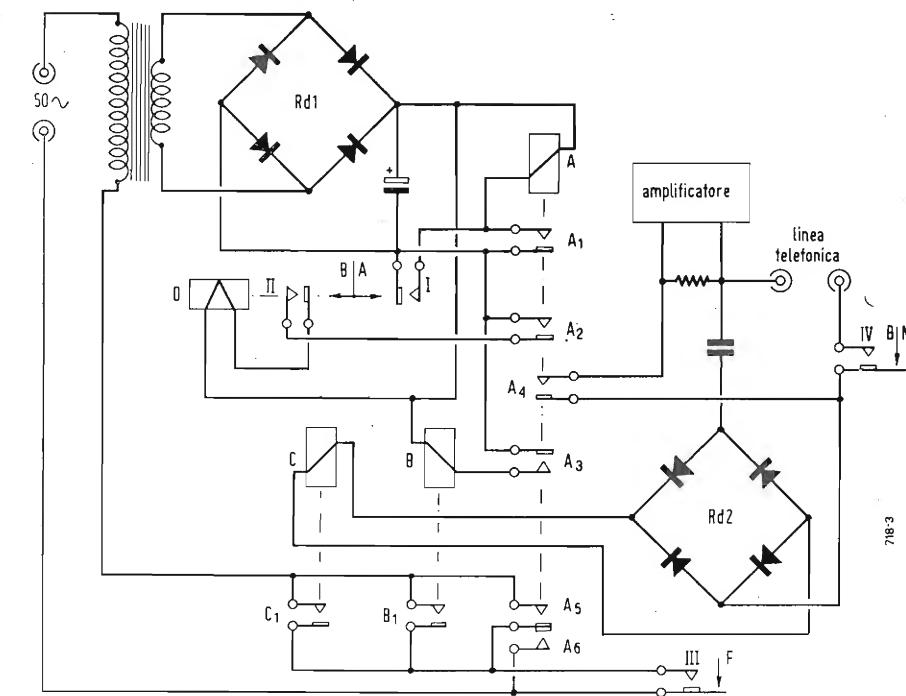 50~
Rd1
+
A
amplificatore
linea
telefonica
A1
B A
I
O
II
A2
IV
B N
A4
C
B
A3
Rd2
718-3
C1
B1
A5
A6
III
F